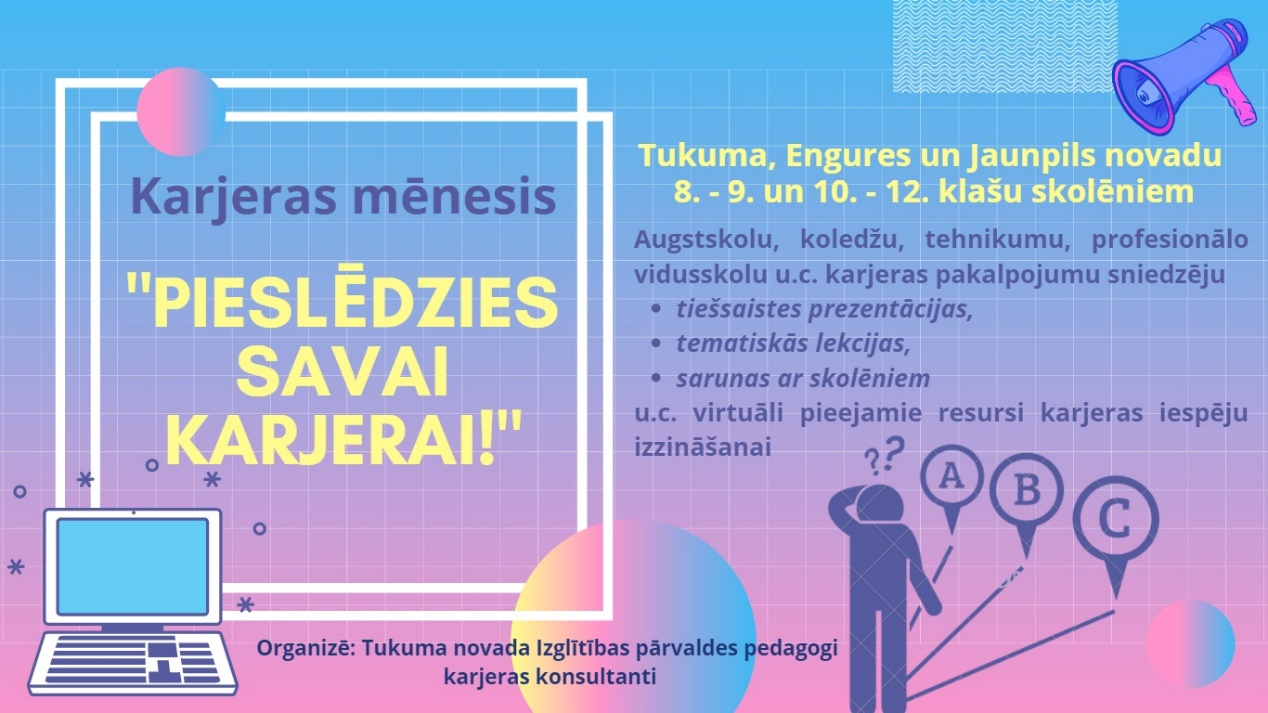 Karjeras mēnesis
"PIESLĒDZIES
SAVAI
KARJERAI!"
Tukuma, Engures un Jaunpils novadu
8. - 9. un 10. - 12. klašu skolēniem
Augstskolu, koledžu, tehnikumu, profesionālo
vidusskolu u.c. karjeras pakalpojumu sniedzēju
• tiešsaistes prezentācijas,
• tematiskās lekcijas,
• sarunas ar skolēniem
u.c. virtuāli pieejamie resursi karjeras iespēju
izzināšanai
??
A
B
C
Organizē: Tukuma novada Izglītības pārvaldes pedagogi
karjeras konsultanti